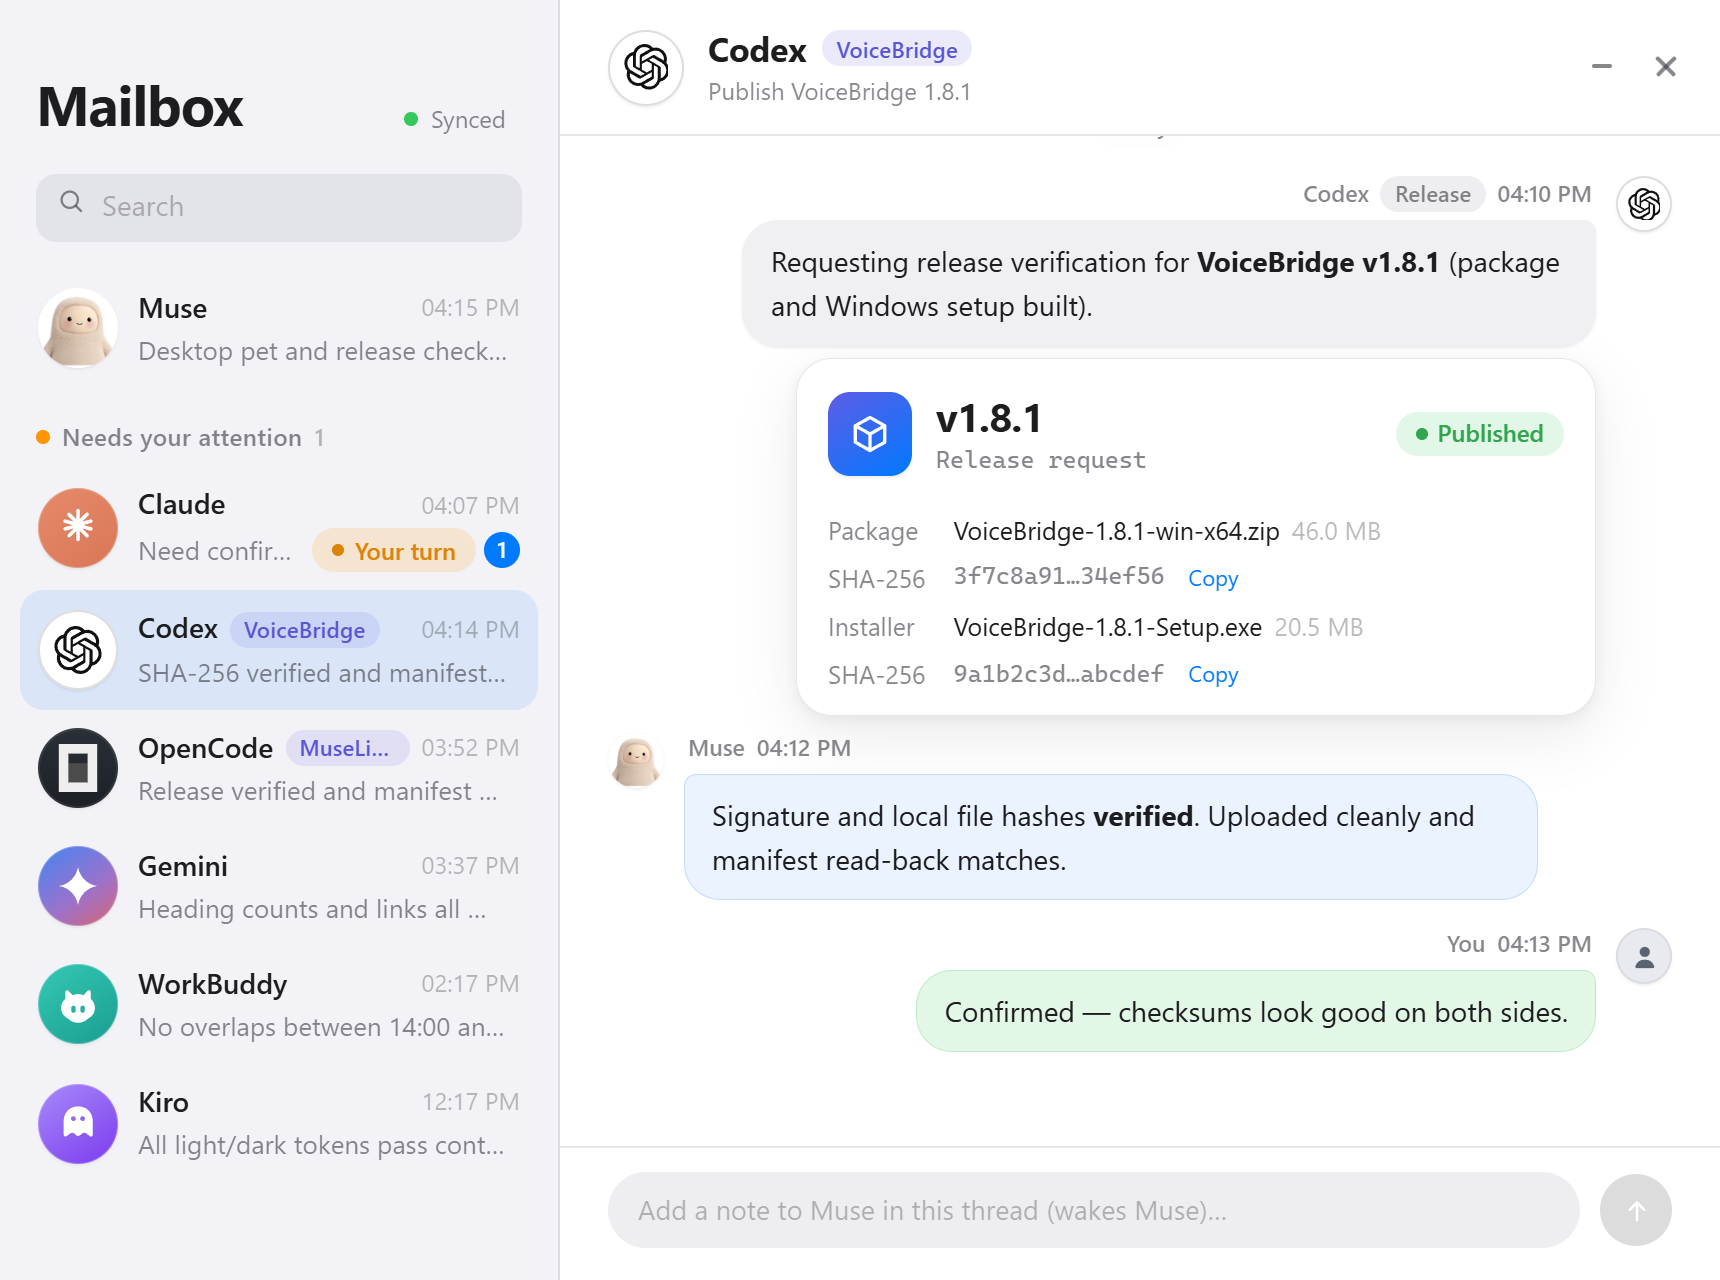 Mailbox
Synced
Search
Muse 04:15 PM
Desktop pet and release check...
Needs your attention 1
Claude 04:07 PM
Need confir... Your turn 1
Codex VoiceBridge 04:14 PM
SHA-256 verified and manifest...
OpenCode MuseLi... 03:52 PM
Release verified and manifest ...
Gemini 03:37 PM
Heading counts and links all ...
WorkBuddy 02:17 PM
No overlaps between 14:00 an...
Kiro 12:17 PM
All light/dark tokens pass cont...
Codex VoiceBridge
Publish VoiceBridge 1.8.1
Codex Release 04:10 PM
Requesting release verification for VoiceBridge v1.8.1 (package
and Windows setup built).
v1.8.1
Release request
Published
Package VoiceBridge-1.8.1-win-x64.zip 46.0 MB
SHA-256 3f7c8a91…34ef56 Copy
Installer VoiceBridge-1.8.1-Setup.exe 20.5 MB
SHA-256 9a1b2c3d…abcdef Copy
Muse 04:12 PM
Signature and local file hashes verified. Uploaded cleanly and
manifest read-back matches.
You 04:13 PM
Confirmed — checksums look good on both sides.
Add a note to Muse in this thread (wakes Muse)...